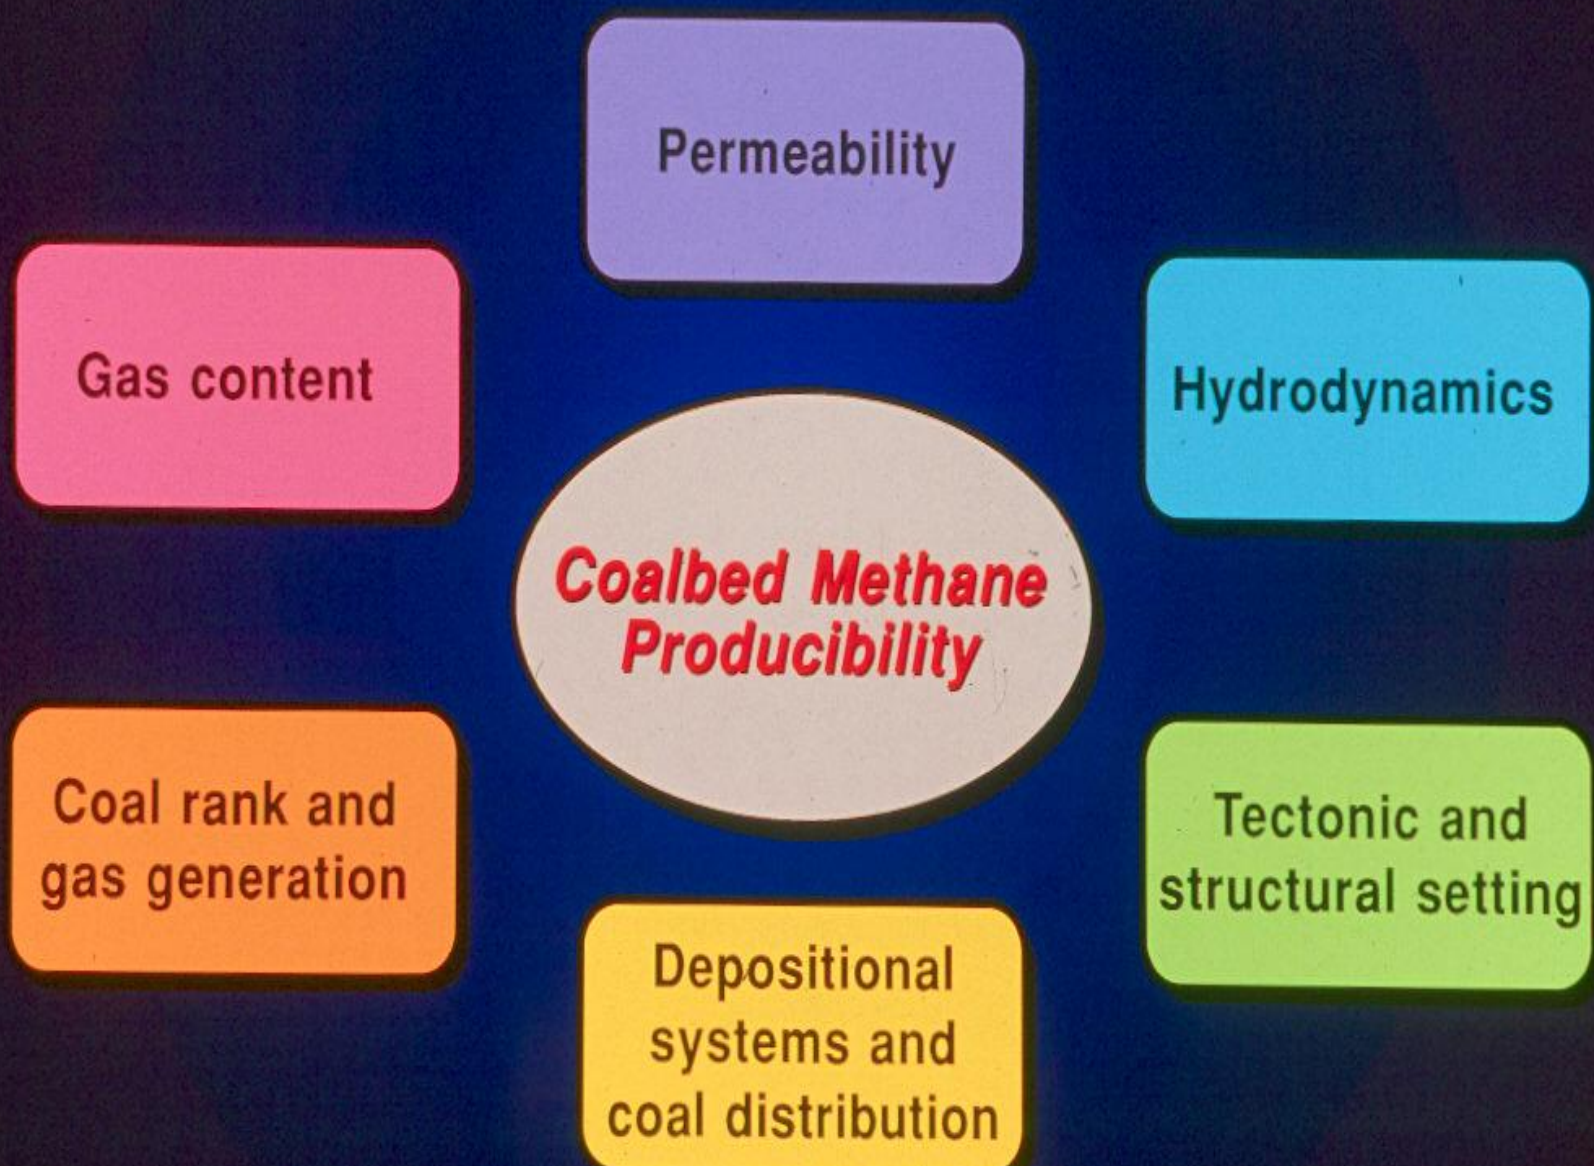 Permeability
Gas content
Hydrodynamics
Coalbed Methane
Producibility
Coal rank and
gas generation
Tectonic and
structural setting
Depositional
systems and
coal distribution